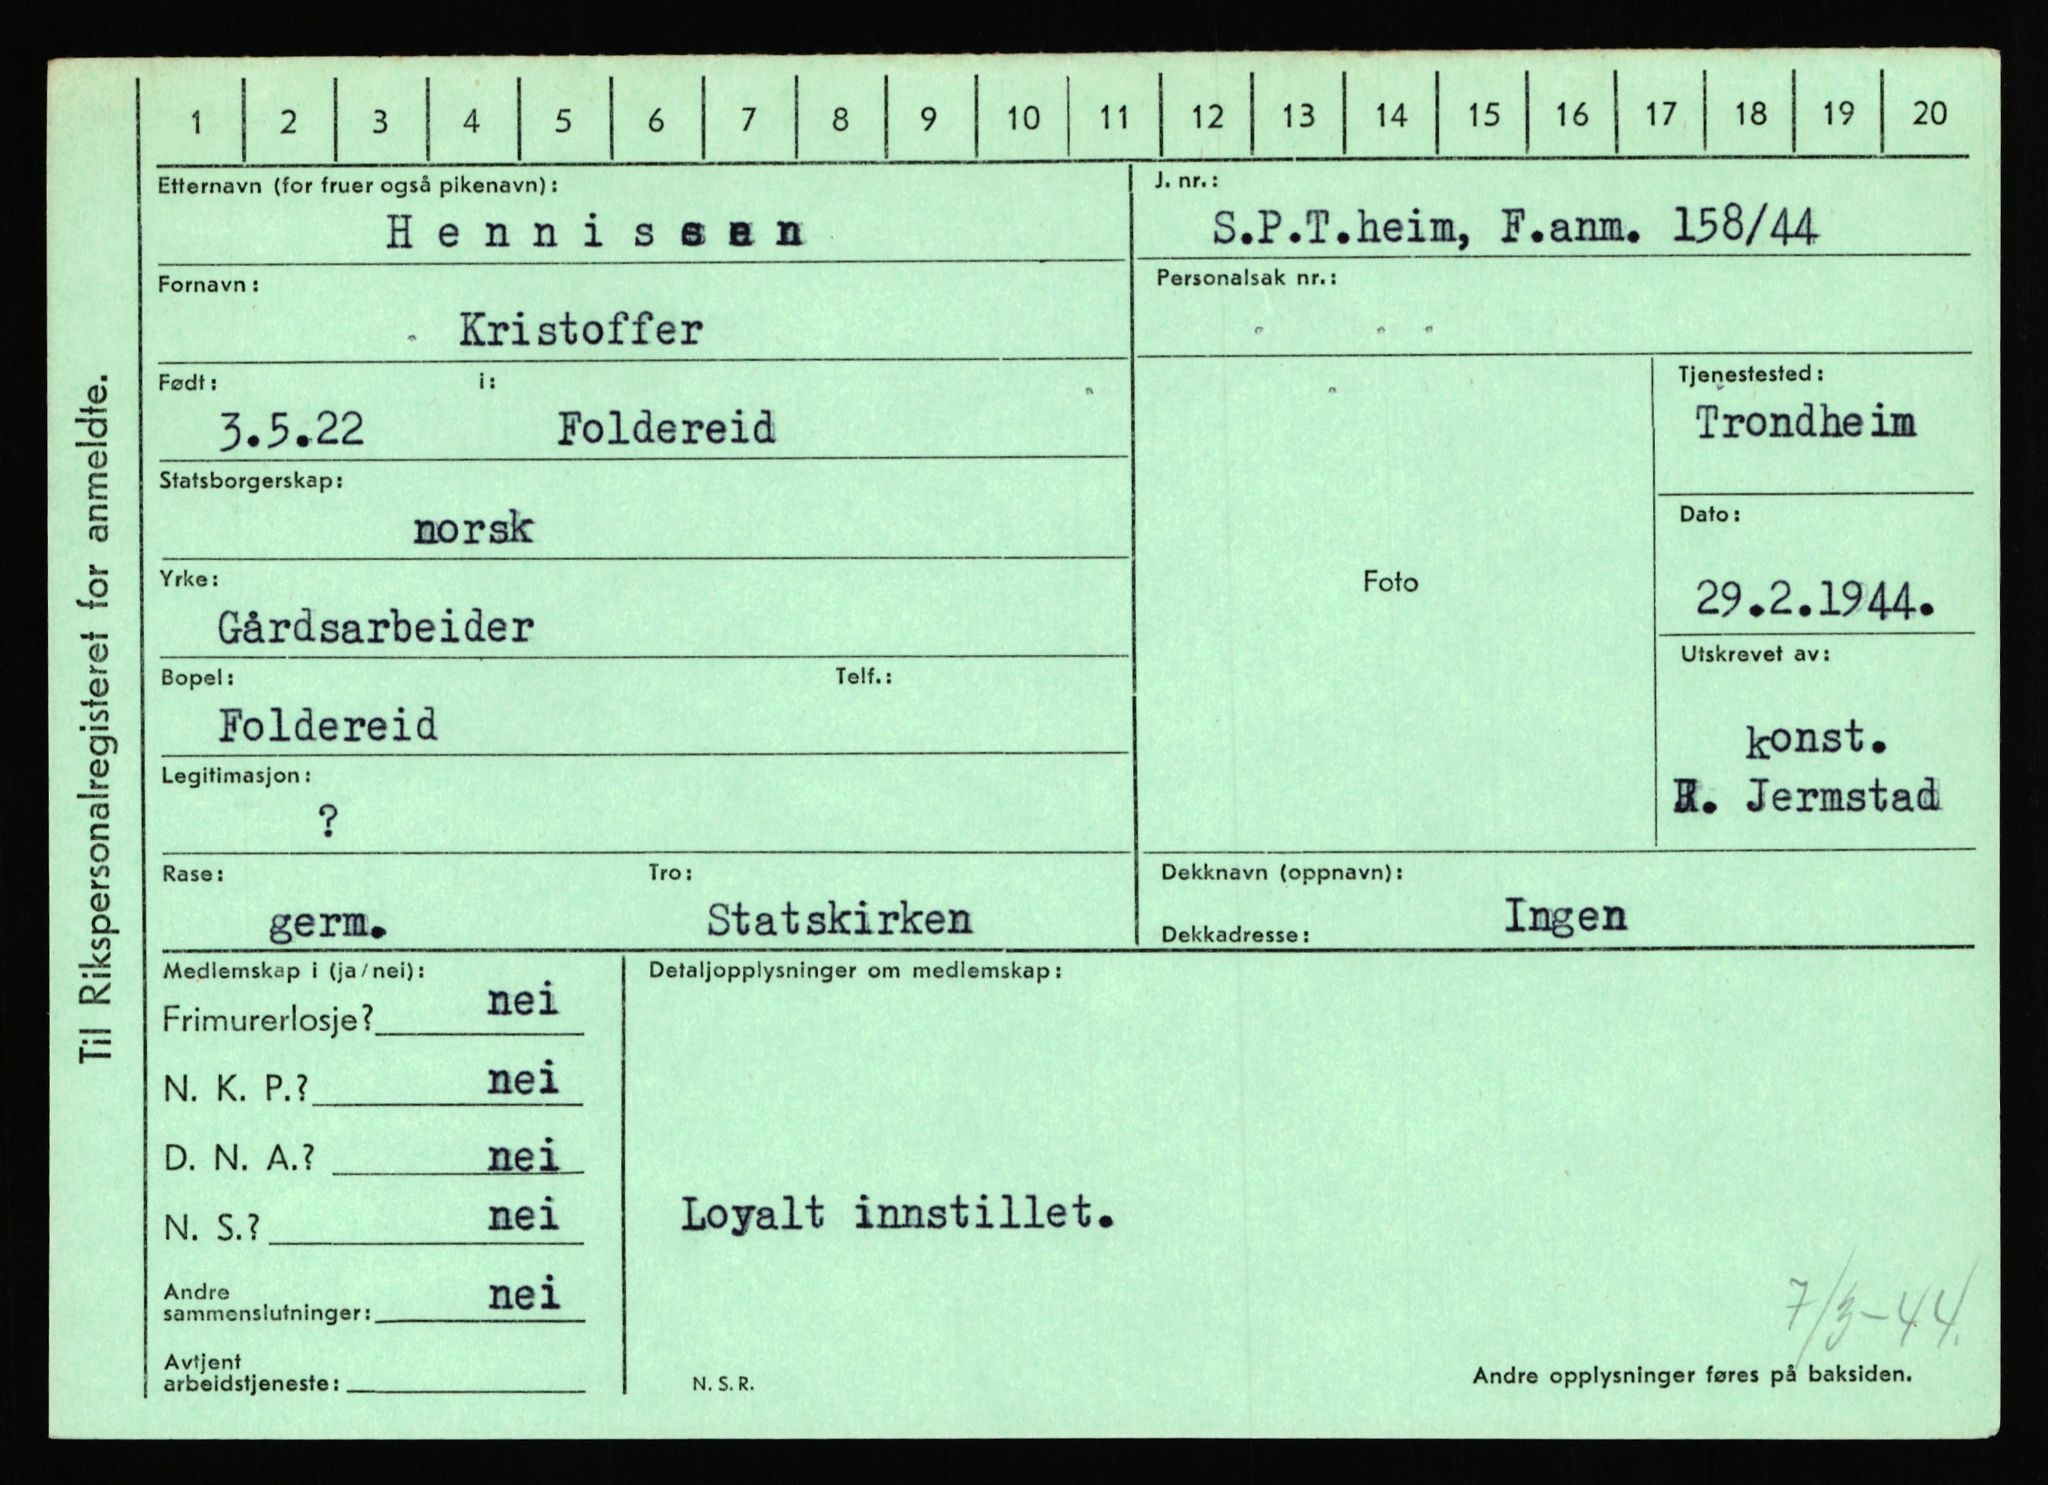 1 2 3 4 5 6 7 8 9 10 11 12 13 14 15 16 17 18 19 20
Til Rikspersonalregisteret for anmeldte.
Etternavn (for fruer også pikenavn):
Hennissen
J. nr.:
S.P.T.heim, F.anm. 158/44
Fornavn:
Kristoffer
Personalsak nr.:
Født: i:
3.5.22 Foldereid
Statsborgerskap:
norsk
Yrke:
Gårdsarbeider
Bopel: Telf.:
Foldereid
Legitimasjon:
?
Rase: Tro:
germ. Statskirken
Foto
Tjenestested:
Trondheim
Dato:
29.2.1944.
Utskrevet av:
konst.
Jermstad
Dekknavn (oppnavn):
Ingen
Dekkadresse:
Medlemskap i (ja/nei):
Frimurerlosje? nei
N. K. P.? nei
D. N. A.? nei
N. S.? nei
Andre
sammenslutninger: nei
Avtjent
arbeidstjeneste:
Detaljopplysninger om medlemskap:
Loyalt innstillet.
7/3-44.
N. S. R.
Andre opplysninger føres på baksiden.